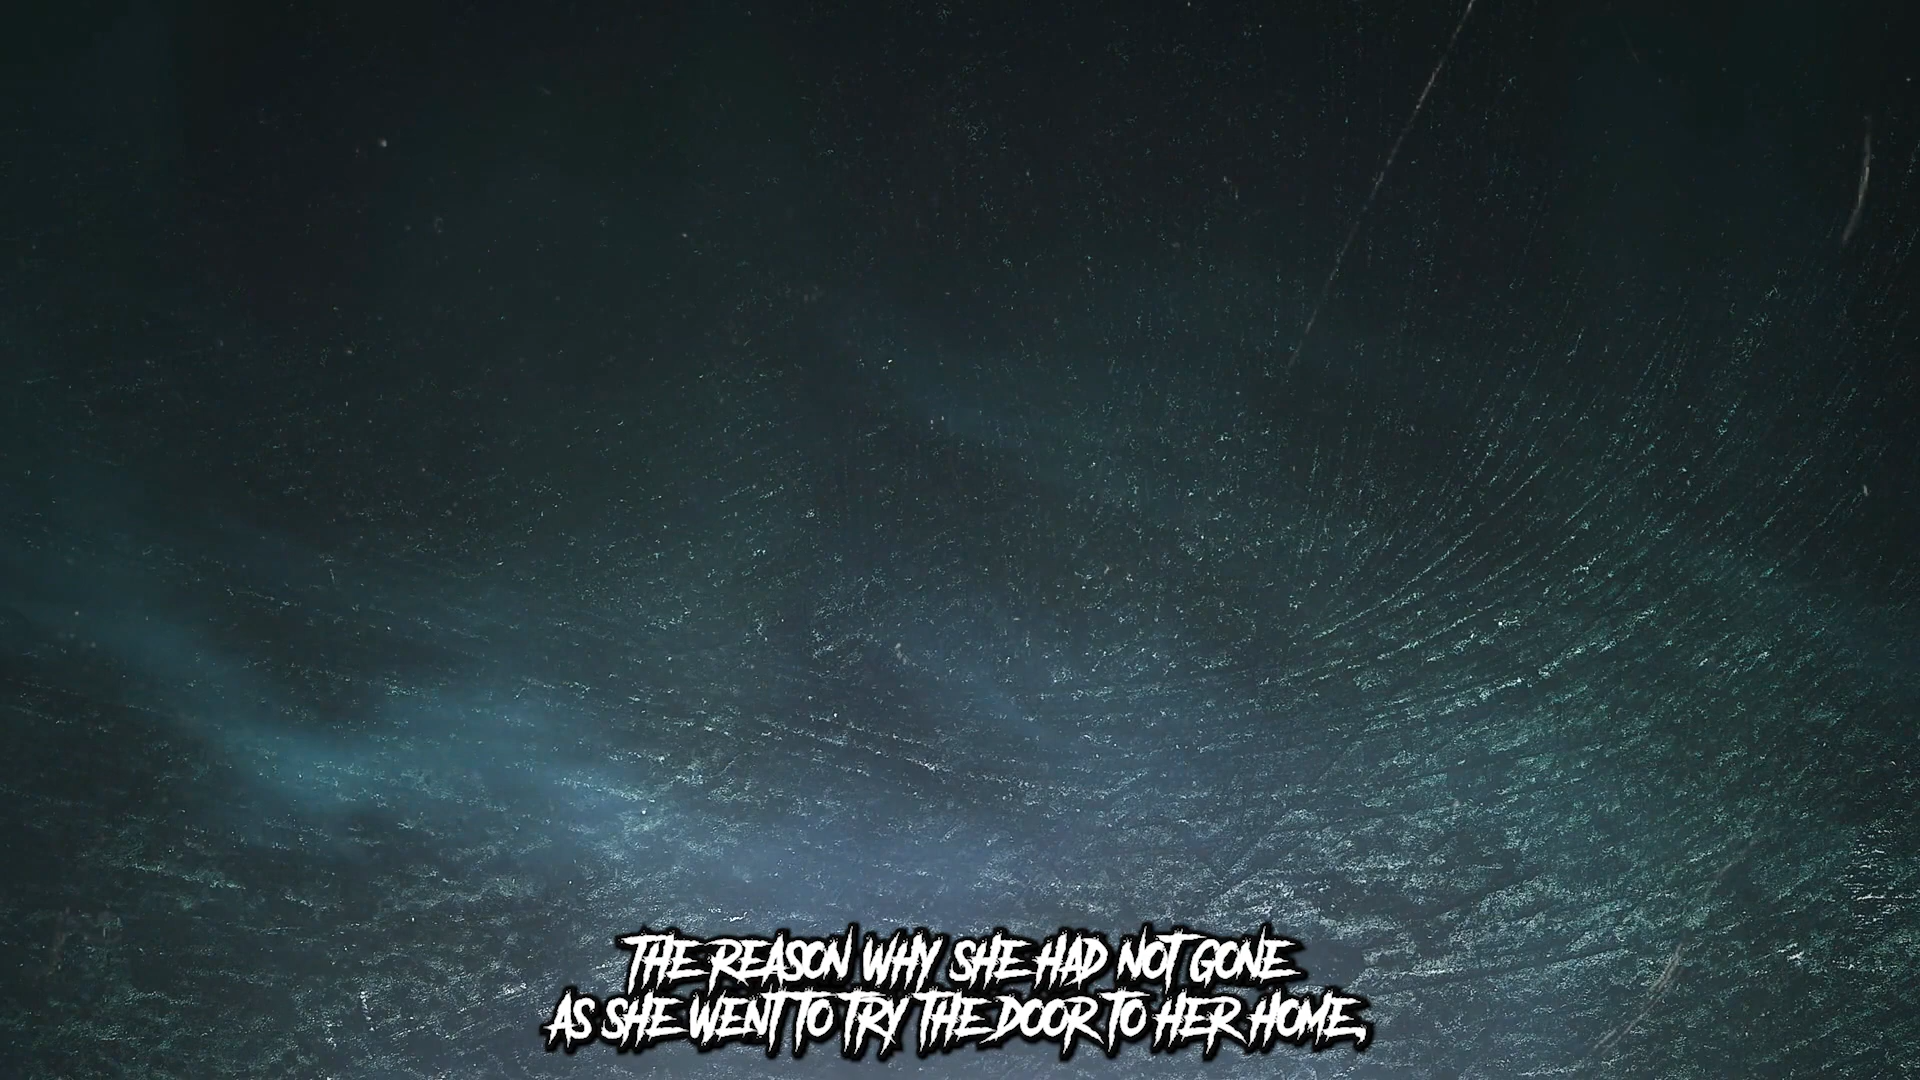 THE REASON WHY SHE HAD NOT GONE
AS SHE WENT TO TRY THE DOOR TO HER HOME,